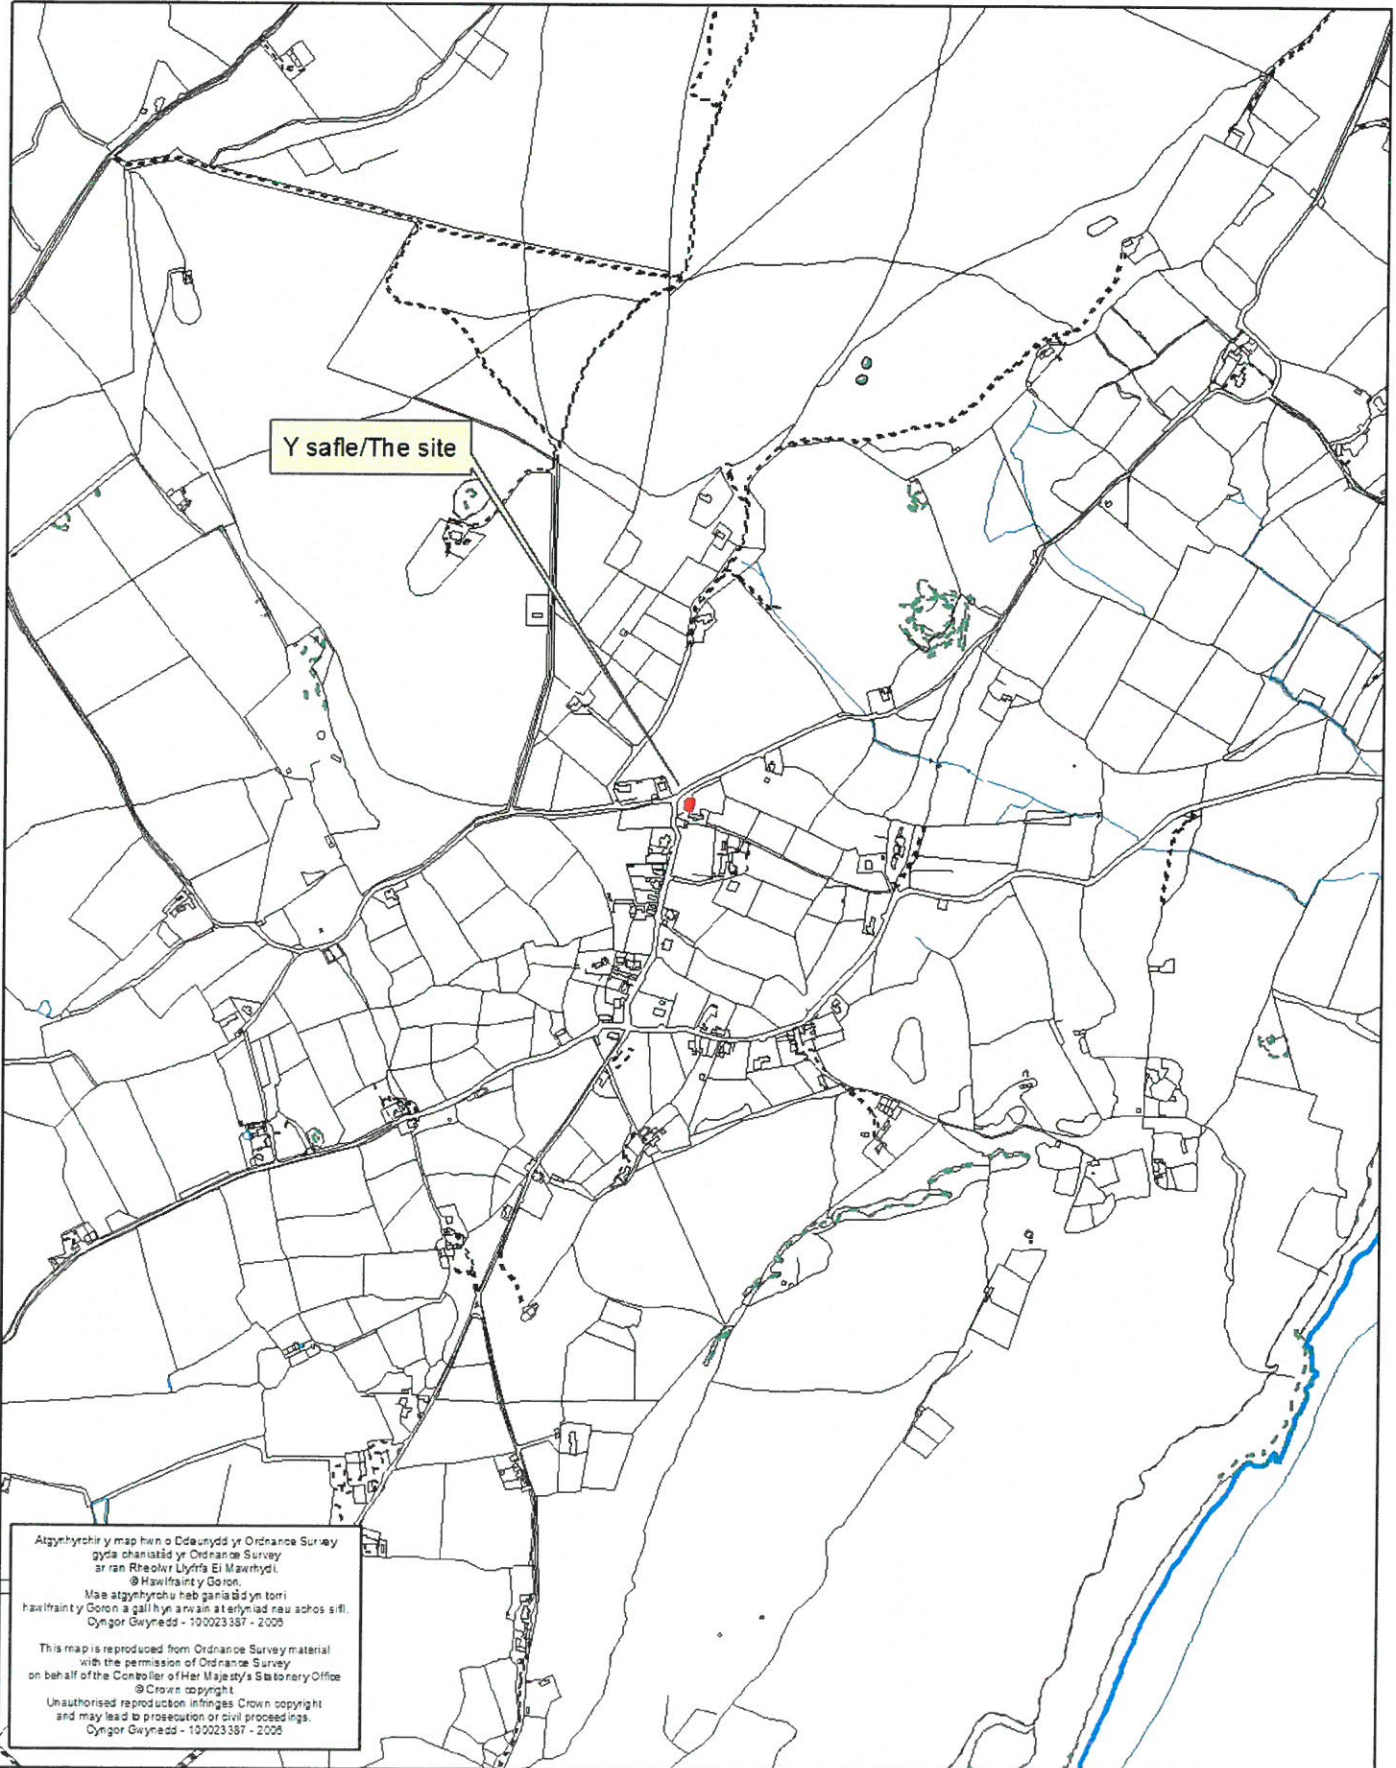 Y safle/The site
Atgynhyrchir y map hwn o Ddeunydd yr Ordnance Survey
gyda chaniatâd yr Ordnance Survey
ar ran Rheolwr Llyfrfa Ei Mawrhydi.
© Hawlfraint y Goron.
Mae atgynhyrchu heb ganiatâd yn torri
hawlfraint y Goron a gall hyn arwain at erlyniad neu achos sifil.
Cyngor Gwynedd - 100023387 - 2006
This map is reproduced from Ordnance Survey material
with the permission of Ordnance Survey
on behalf of the Controller of Her Majesty's Stationery Office
© Crown copyright
Unauthorised reproduction infringes Crown copyright
and may lead to prosecution or civil proceedings.
Cyngor Gwynedd - 100023387 - 2006